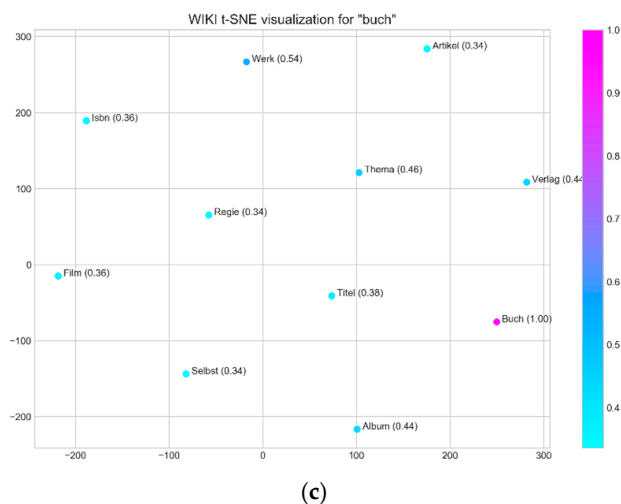 WIKI t-SNE visualization for "buch"
300
200
100
0
−100
−200
−200
−100
0
100
200
300
Artikel (0.34)
Werk (0.54)
Isbn (0.36)
Thema (0.46)
Verlag (0.44
Regie (0.34)
Film (0.36)
Titel (0.38)
Buch (1.00)
Selbst (0.34)
Album (0.44)
1.0
0.9
0.8
0.7
0.6
0.5
0.4
(c)